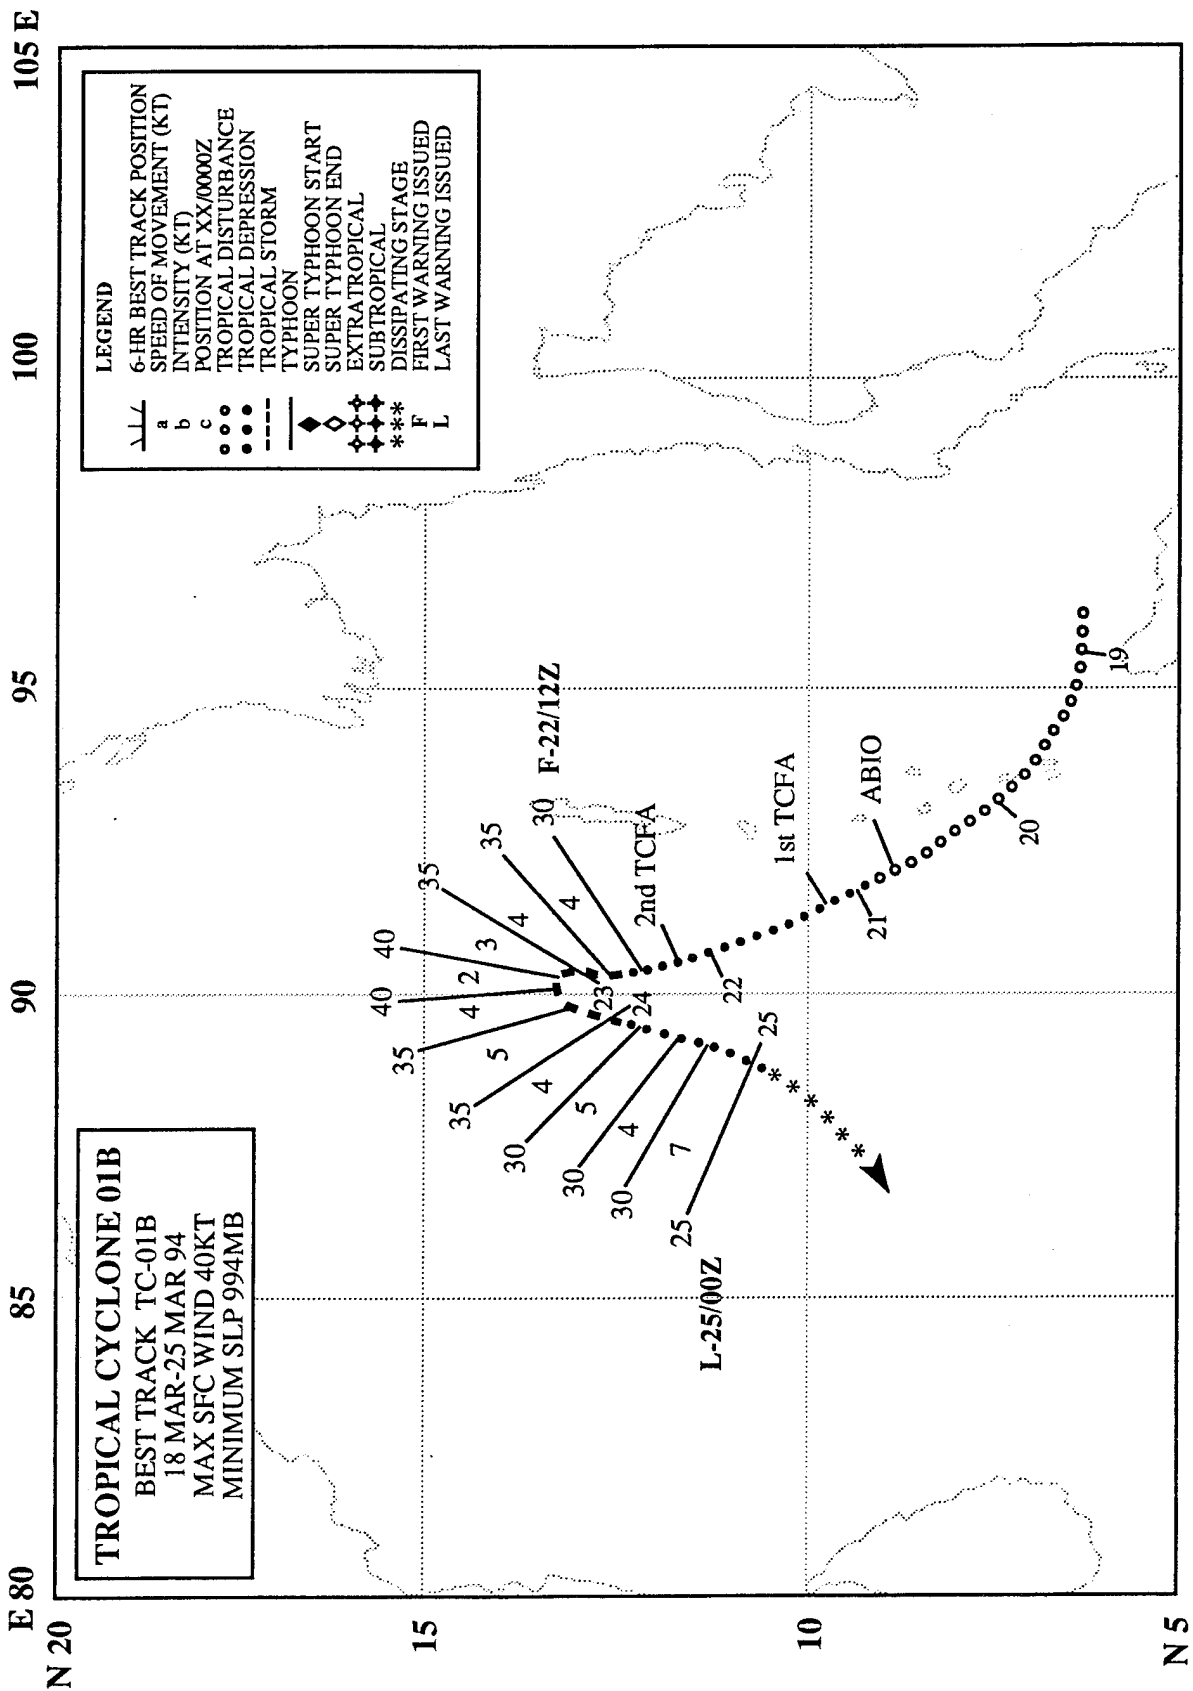 E 80
85
90
95
100
105 E
N 20
15
10
N 5
TROPICAL CYCLONE 01B
BEST TRACK TC-01B
18 MAR-25 MAR 94
MAX SFC WIND 40KT
MINIMUM SLP 994MB
LEGEND
6-HR BEST TRACK POSITION
a SPEED OF MOVEMENT (KT)
b INTENSITY (KT)
c POSITION AT XX/0000Z
TROPICAL DISTURBANCE
TROPICAL DEPRESSION
TROPICAL STORM
TYPHOON
SUPER TYPHOON START
SUPER TYPHOON END
EXTRATROPICAL
SUBTROPICAL
*** DISSIPATING STAGE
F FIRST WARNING ISSUED
L LAST WARNING ISSUED
40
40
35
35
35
35
30
30
30
30
25
2
3
4
4
4
5
4
5
4
7
F-22/12Z
2nd TCFA
1st TCFA
ABIO
L-25/00Z
19
20
21
22
23
24
25